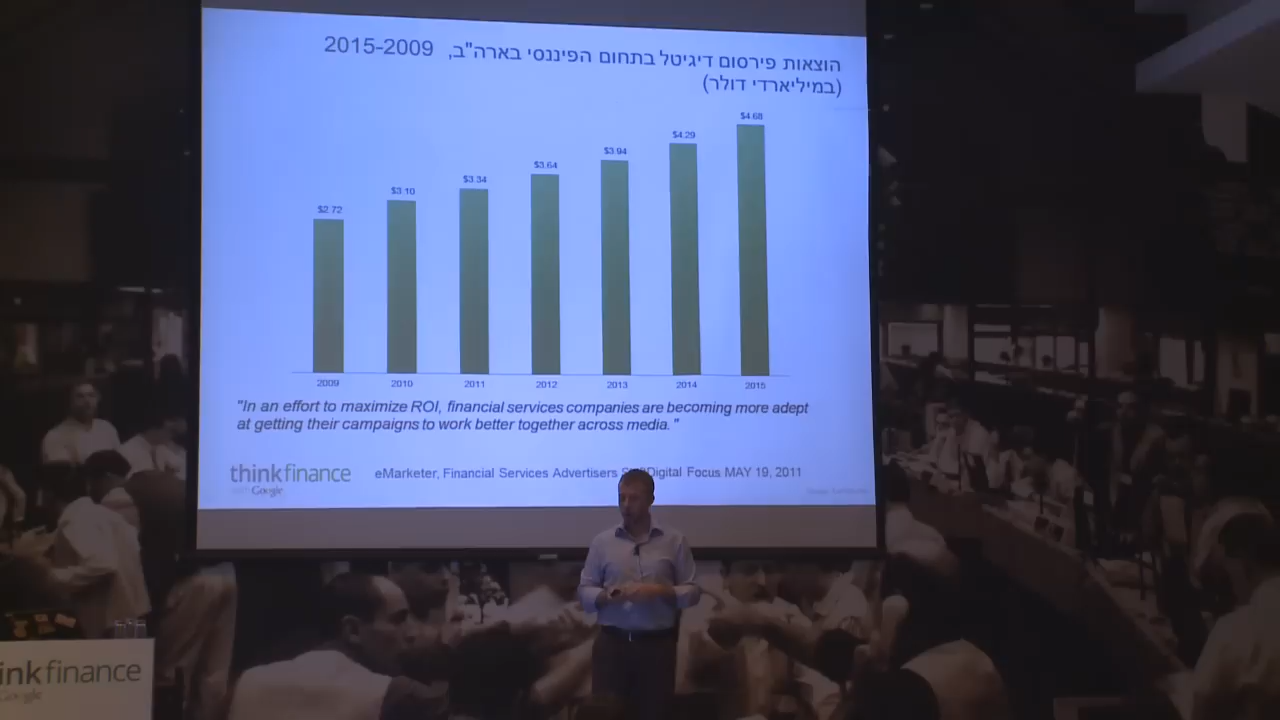 הוצאות פירסום דיגיטל בתחום הפיננסי בארה"ב, 2015-2009
(במיליארדי דולר)
$2.72
$3.10
$3.34
$3.64
$3.94
$4.29
$4.68
2009
2010
2011
2012
2013
2014
2015
"In an effort to maximize ROI, financial services companies are becoming more adept
at getting their campaigns to work better together across media."
thinkfinance
with Google
eMarketer, Financial Services Advertisers Digital Focus MAY 19, 2011
inkfinance
Google